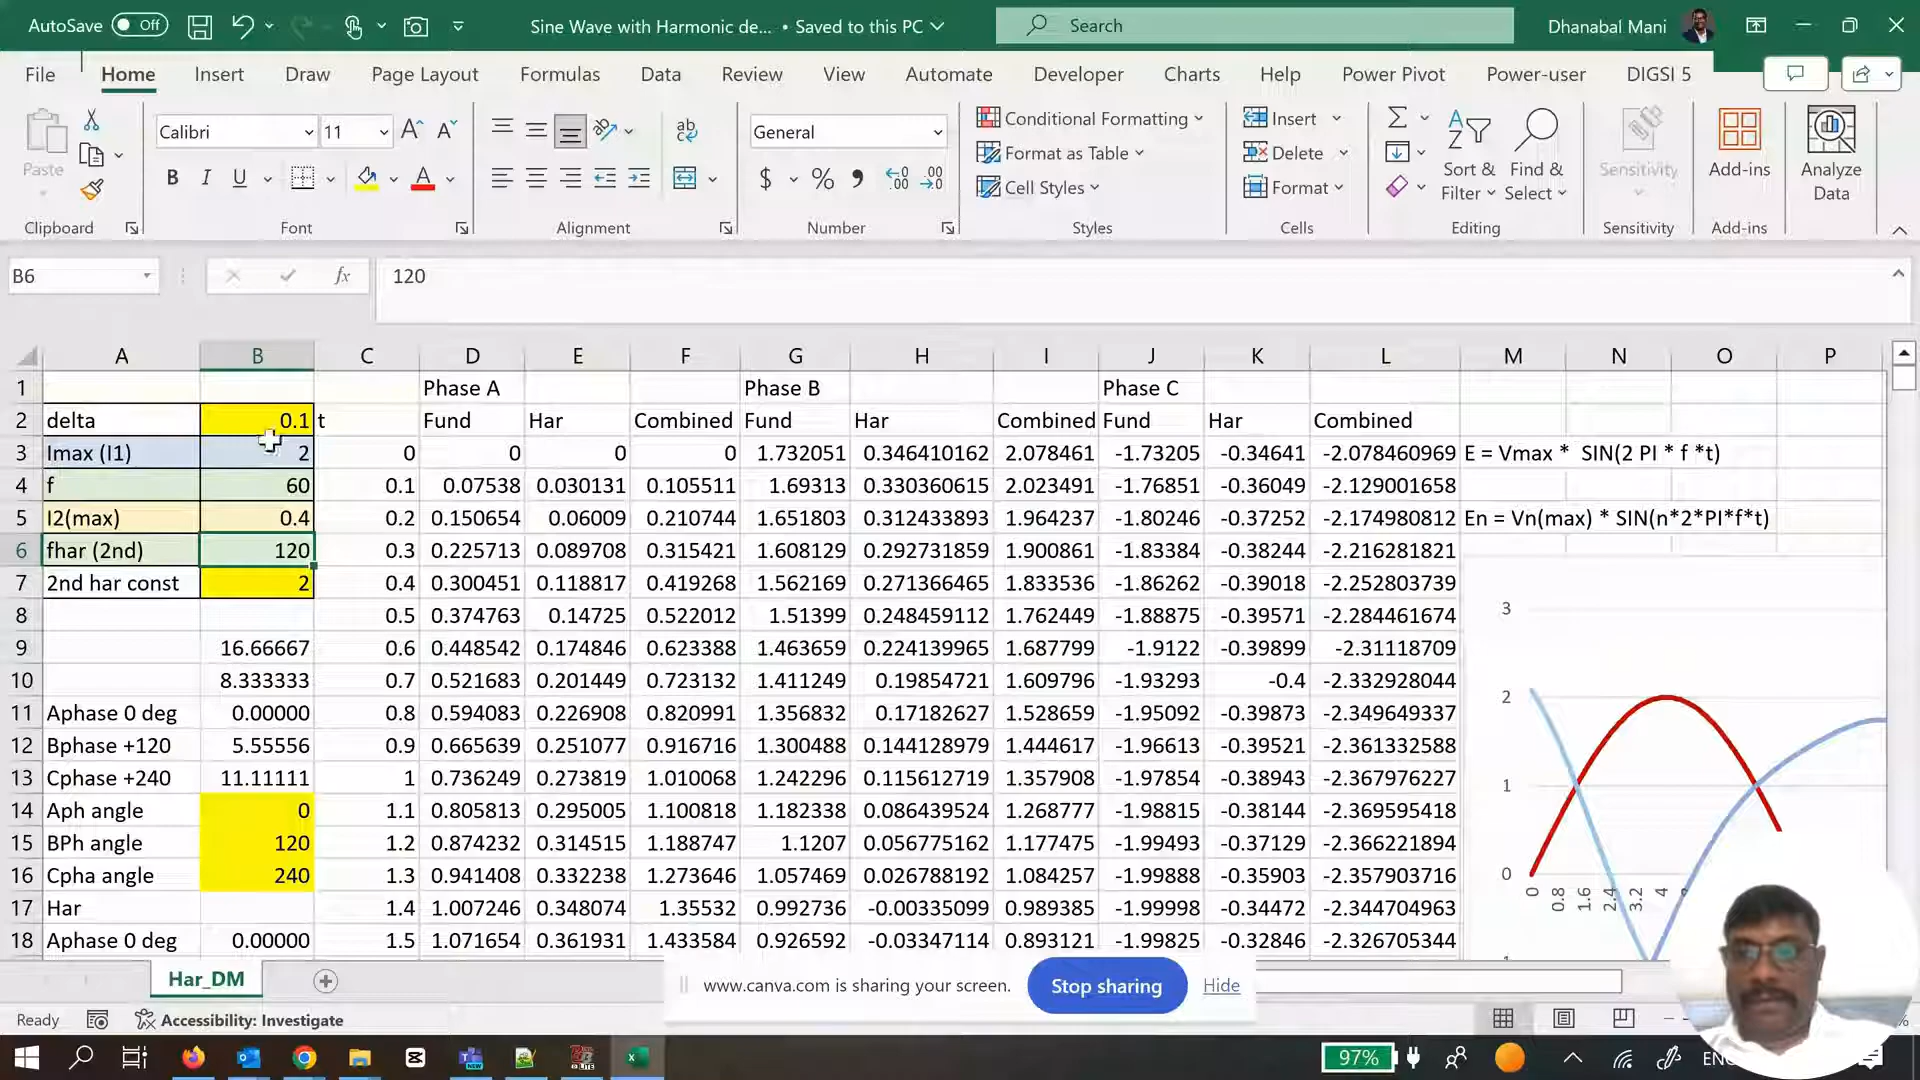 AutoSave Off
Sine Wave with Harmonic de... • Saved to this PC
Search
Dhanabal Mani
File Home Insert Draw Page Layout Formulas Data Review View Automate Developer Charts Help Power Pivot Power-user DIGSI 5
Paste
Clipboard
Calibri 11
B I U
Font
ab
Alignment
General
$ % 9
Number
Conditional Formatting
Format as Table
Cell Styles
Styles
Insert
Delete
Format
Cells
Sort & Filter
Find & Select
Editing
Sensitivity
Sensitivity
Add-ins
Add-ins
Analyze Data
B6 fx 120
A B C D E F G H I J K L M N O P
1 Phase A Phase B Phase C
2 delta 0.1 t Fund Har Combined Fund Har Combined Fund Har Combined
3 Imax (I1) 2 0 0 0 0 1.732051 0.346410162 2.078461 -1.73205 -0.34641 -2.078460969 E = Vmax * SIN(2 PI * f *t)
4 f 60 0.1 0.07538 0.030131 0.105511 1.69313 0.330360615 2.023491 -1.76851 -0.36049 -2.129001658
5 I2(max) 0.4 0.2 0.150654 0.06009 0.210744 1.651803 0.312433893 1.964237 -1.80246 -0.37252 -2.174980812 En = Vn(max) * SIN(n*2*PI*f*t)
6 fhar (2nd) 120 0.3 0.225713 0.089708 0.315421 1.608129 0.292731859 1.900861 -1.83384 -0.38244 -2.216281821
7 2nd har const 2 0.4 0.300451 0.118817 0.419268 1.562169 0.271366465 1.833536 -1.86262 -0.39018 -2.252803739
8 0.5 0.374763 0.14725 0.522012 1.51399 0.248459112 1.762449 -1.88875 -0.39571 -2.284461674
9 16.66667 0.6 0.448542 0.174846 0.623388 1.463659 0.224139965 1.687799 -1.9122 -0.39899 -2.31118709
10 8.333333 0.7 0.521683 0.201449 0.723132 1.411249 0.19854721 1.609796 -1.93293 -0.4 -2.332928044
11 Aphase 0 deg 0.00000 0.8 0.594083 0.226908 0.820991 1.356832 0.17182627 1.528659 -1.95092 -0.39873 -2.349649337
12 Bphase +120 5.55556 0.9 0.665639 0.251077 0.916716 1.300488 0.144128979 1.444617 -1.96613 -0.39521 -2.361332588
13 Cphase +240 11.11111 1 0.736249 0.273819 1.010068 1.242296 0.115612719 1.357908 -1.97854 -0.38943 -2.367976227
14 Aph angle 0 1.1 0.805813 0.295005 1.100818 1.182338 0.086439524 1.268777 -1.98815 -0.38144 -2.369595418
15 BPh angle 120 1.2 0.874232 0.314515 1.188747 1.1207 0.056775162 1.177475 -1.99493 -0.37129 -2.366221894
16 Cpha angle 240 1.3 0.941408 0.332238 1.273646 1.057469 0.026788192 1.084257 -1.99888 -0.35903 -2.357903716
17 Har 1.4 1.007246 0.348074 1.35532 0.992736 -0.00335099 0.989385 -1.99998 -0.34472 -2.344704963
18 Aphase 0 deg 0.00000 1.5 1.071654 0.361931 1.433584 0.926592 -0.03347114 0.893121 -1.99825 -0.32846 -2.326705344
3
2
1
0
0 0.8 1.6 2.4 3.2 4
Har_DM
www.canva.com is sharing your screen. Stop sharing Hide
Ready Accessibility: Investigate
97%